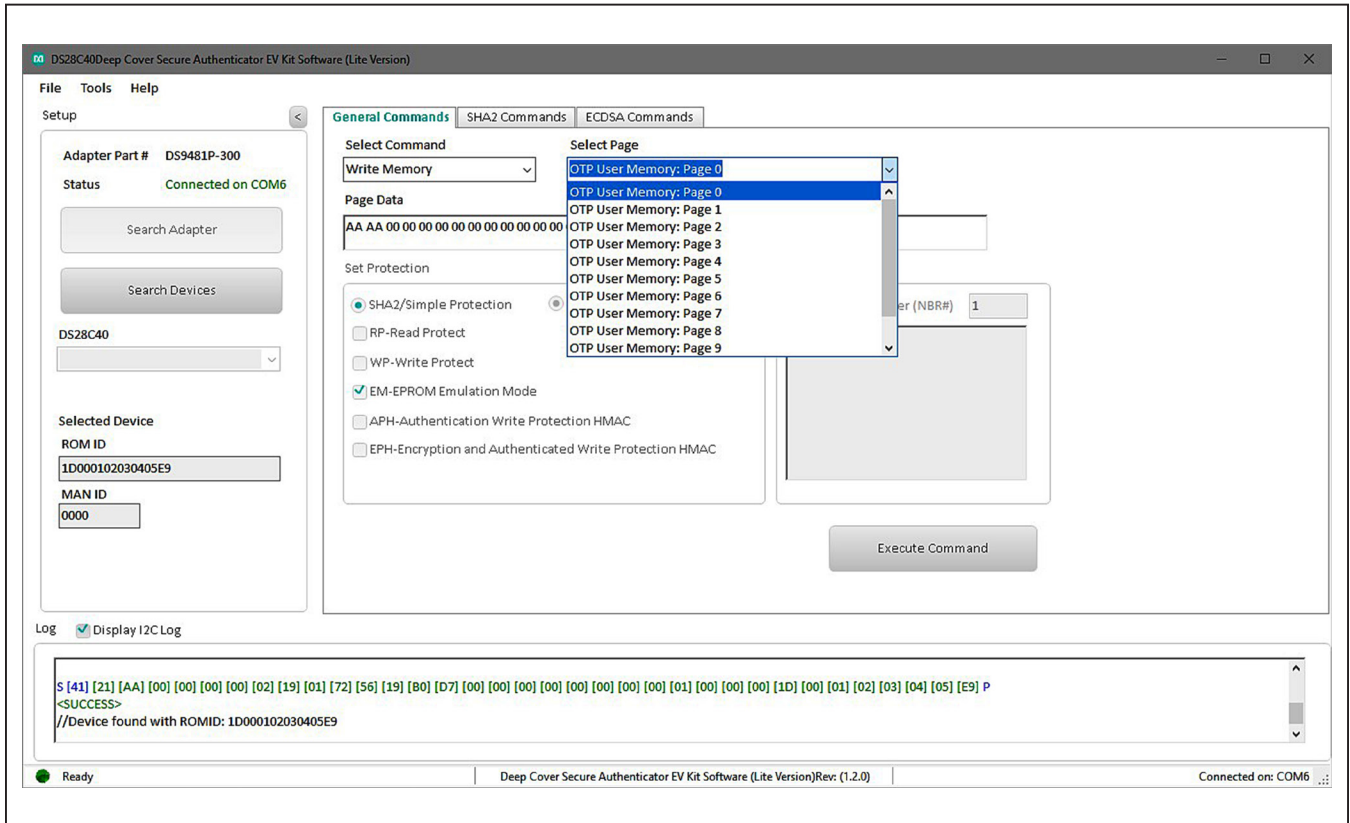 DS28C40Deep Cover Secure Authenticator EV Kit Software (Lite Version)
File Tools Help
Setup
<
Adapter Part # DS9481P-300
Status Connected on COM6
Search Adapter
Search Devices
DS28C40
Selected Device
ROM ID
1D000102030405E9
MAN ID
0000
General Commands SHA2 Commands ECDSA Commands
Select Command Select Page
Write Memory OTP User Memory: Page 0
OTP User Memory: Page 0
OTP User Memory: Page 1
OTP User Memory: Page 2
OTP User Memory: Page 3
OTP User Memory: Page 4
OTP User Memory: Page 5
OTP User Memory: Page 6
OTP User Memory: Page 7
OTP User Memory: Page 8
OTP User Memory: Page 9
Page Data
AA AA 00 00 00 00 00 00 00 00 00 00 00
Set Protection
SHA2/Simple Protection
(NBR#) 1
RP-Read Protect
WP-Write Protect
EM-EPROM Emulation Mode
APH-Authentication Write Protection HMAC
EPH-Encryption and Authenticated Write Protection HMAC
Execute Command
Log Display I2C Log
S [41] [21] [AA] [00] [00] [00] [00] [02] [19] [01] [72] [56] [19] [B0] [D7] [00] [00] [00] [00] [00] [00] [00] [00] [01] [00] [00] [00] [1D] [00] [01] [02] [03] [04] [05] [E9] P
<SUCCESS>
//Device found with ROMID: 1D000102030405E9
Ready Deep Cover Secure Authenticator EV Kit Software (Lite Version)Rev: (1.2.0) Connected on: COM6